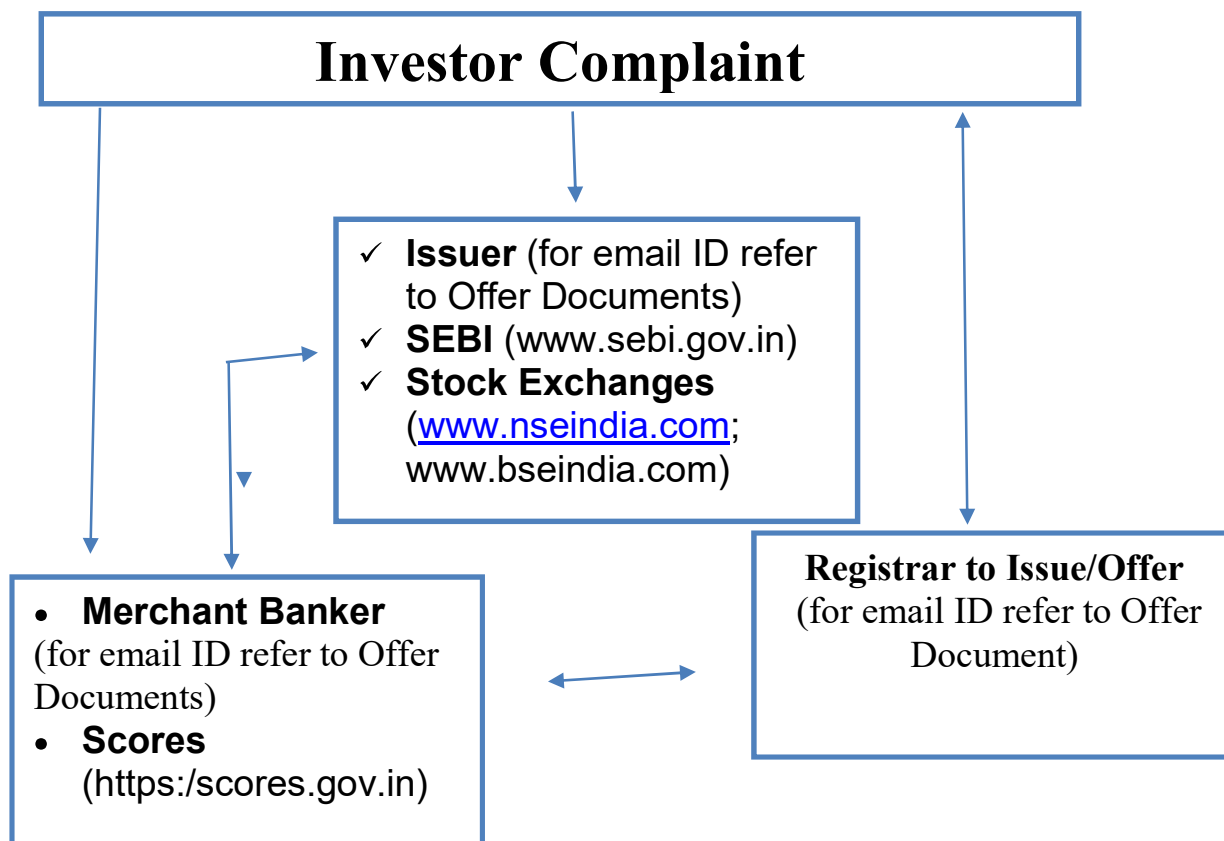 Investor Complaint
✓ Issuer (for email ID refer
to Offer Documents)
✓ SEBI (www.sebi.gov.in)
✓ Stock Exchanges
(www.nseindia.com;
www.bseindia.com)
• Merchant Banker
(for email ID refer to Offer
Documents)
• Scores
(https:/scores.gov.in)
Registrar to Issue/Offer
(for email ID refer to Offer
Document)